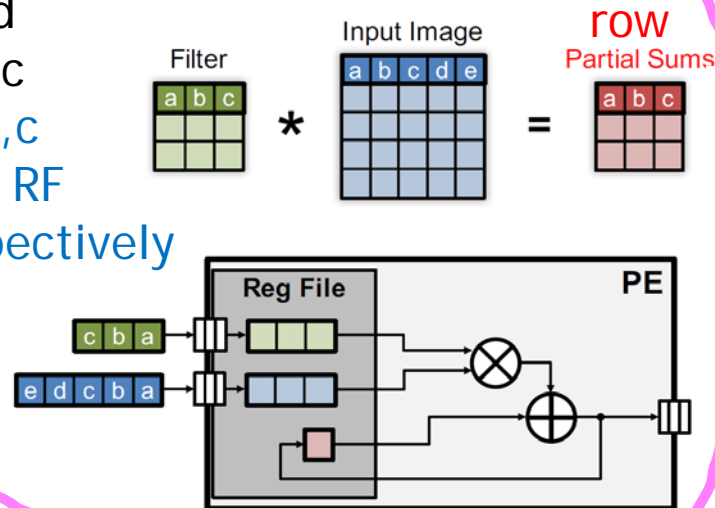 d
c
,c
RF
pectively
Filter
Input Image
row
Partial Sums
a b c
a b c d e
a b c
*
=
Reg File
PE
c b a
e d c b a